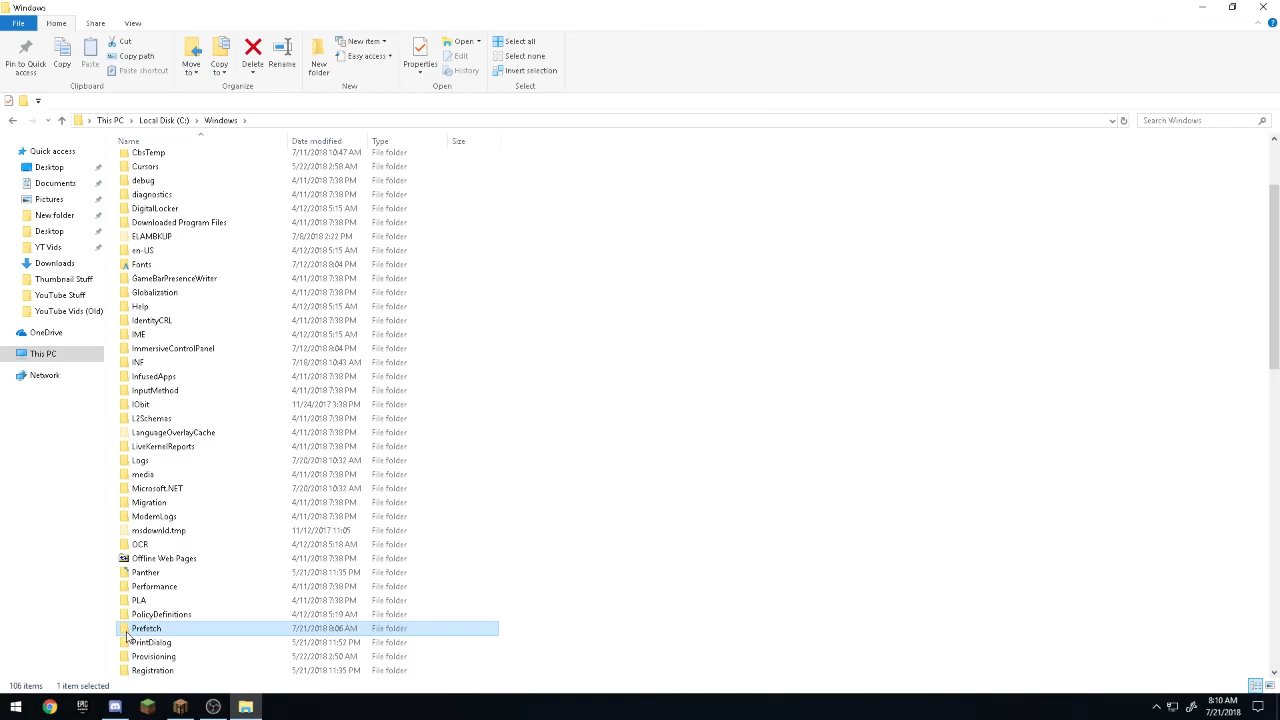 Windows
File Home Share View
Pin to Quick access
Copy
Paste
Cut
Copy path
Paste shortcut
Clipboard
Move to
Copy to
Delete
Rename
Organize
New folder
New item
Easy access
New
Properties
Open
Edit
History
Open
Select all
Select none
Invert selection
Select
This PC > Local Disk (C:) > Windows >
Search Windows
Name Date modified Type Size
Quick access
Desktop
Documents
Pictures
New folder
Desktop
YT Vids
Downloads
Thumbnail Stuff
YouTube Stuff
YouTube Vids (Old)
OneDrive
This PC
Network
CbsTemp 7/11/2018 10:47 AM File folder
Cursors 5/22/2018 2:58 AM File folder
debug 4/11/2018 7:38 PM File folder
diagnostics 4/11/2018 7:38 PM File folder
DigitalLocker 4/12/2018 5:15 AM File folder
Downloaded Program Files 4/11/2018 7:38 PM File folder
ELAMBKUP 7/8/2018 2:22 PM File folder
en-US 4/12/2018 5:15 AM File folder
Fonts 7/12/2018 8:04 PM File folder
GameBarPresenceWriter 4/11/2018 7:38 PM File folder
Globalization 4/11/2018 7:38 PM File folder
Help 4/12/2018 5:15 AM File folder
IdentityCRL 4/11/2018 7:38 PM File folder
IME 4/12/2018 5:15 AM File folder
ImmersiveControlPanel 7/12/2018 8:04 PM File folder
INF 7/18/2018 10:43 AM File folder
InfusedApps 4/11/2018 7:38 PM File folder
InputMethod 4/11/2018 7:38 PM File folder
IObit 11/24/2017 3:38 PM File folder
L2Schemas 4/11/2018 7:38 PM File folder
LanguageOverlayCache 4/11/2018 7:38 PM File folder
LiveKernelReports 4/11/2018 7:38 PM File folder
Logs 7/20/2018 10:32 AM File folder
media 4/11/2018 7:38 PM File folder
Microsoft.NET 7/20/2018 10:32 AM File folder
Migration 4/11/2018 7:38 PM File folder
ModemLogs 4/11/2018 7:38 PM File folder
msdownld.tmp 11/12/2017 11:05 File folder
OCR 4/12/2018 5:18 AM File folder
Offline Web Pages 4/11/2018 7:38 PM File folder
Panther 5/21/2018 11:35 PM File folder
Performance 4/11/2018 7:38 PM File folder
PLA 4/11/2018 7:38 PM File folder
PolicyDefinitions 4/12/2018 5:19 AM File folder
Prefetch 7/21/2018 8:06 AM File folder
PrintDialog 5/21/2018 11:52 PM File folder
Provisioning 5/22/2018 2:50 AM File folder
Registration 5/21/2018 11:35 PM File folder
106 items 1 item selected
EPIC
8:10 AM
7/21/2018